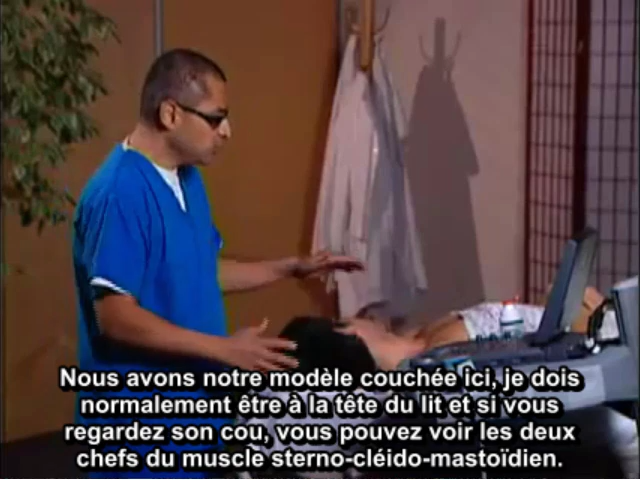 Nous avons notre modèle couchée ici, je dois
normalement être à la tête du lit et si vous
regardez son cou, vous pouvez voir les deux
chefs du muscle sterno-cléido-mastoïdien.